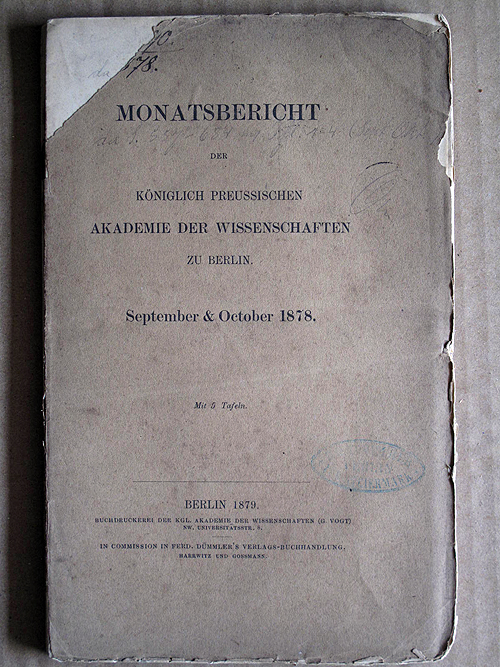 78.
MONATSBERICHT
DER
KÖNIGLICH PREUSSISCHEN
AKADEMIE DER WISSENSCHAFTEN
ZU BERLIN.
September & October 1878.
Mit 5 Tafeln.
BERLIN 1879.
BUCHDRUCKEREI DER KGL. AKADEMIE DER WISSENSCHAFTEN (G. VOGT)
NW. UNIVERSITÄTSSTR. 8.
IN COMMISSION IN FERD. DÜMMLER'S VERLAGS-BUCHHANDLUNG.
HARRWITZ UND GOSSMANN.